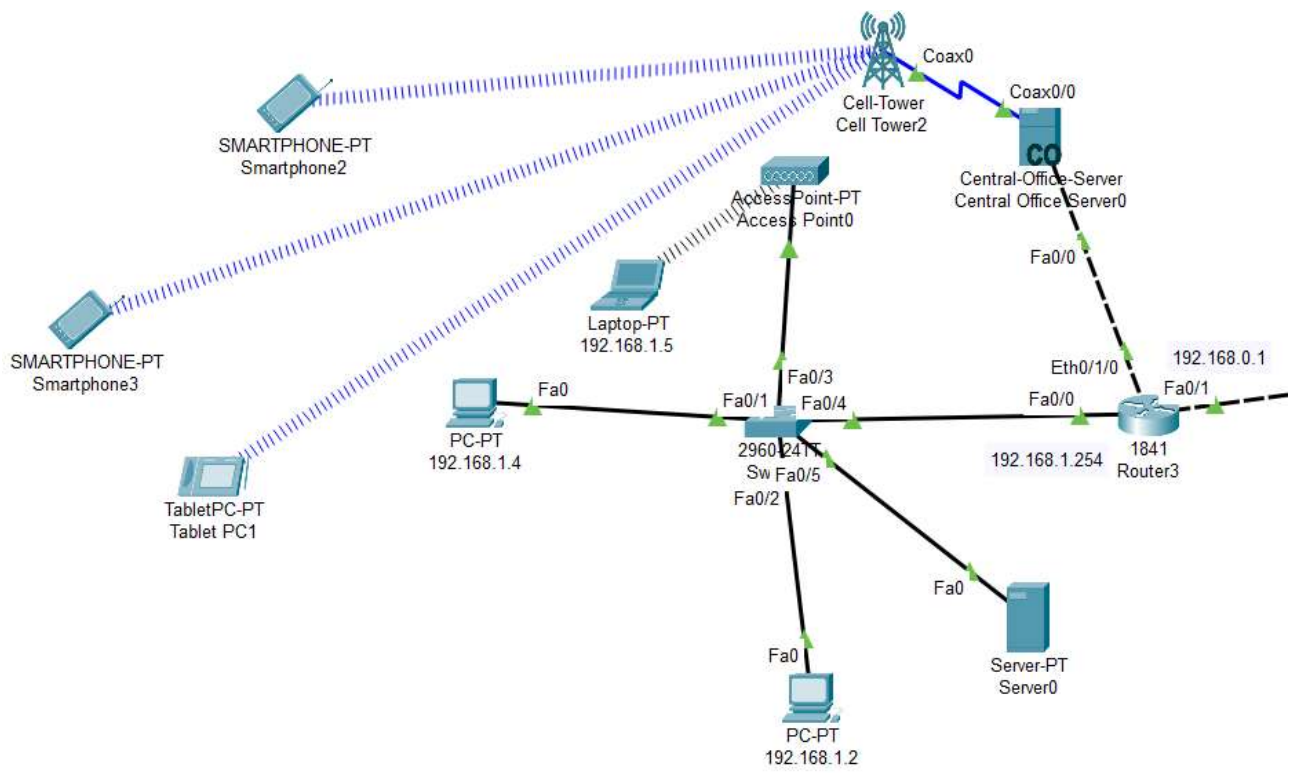 Coax0
Cell-Tower
Cell Tower2
Coax0/0
CO
Central-Office-Server
Central Office Server0
SMARTPHONE-PT
Smartphone2
AccessPoint-PT
Access Point0
Fa0/0
Laptop-PT
192.168.1.5
SMARTPHONE-PT
Smartphone3
Eth0/1/0
192.168.0.1
Fa0/3
Fa0
Fa0/1
Fa0/4
Fa0/0
Fa0/1
PC-PT
192.168.1.4
1841
Router3
192.168.1.254
Fa0/5
Fa0/2
TabletPC-PT
Tablet PC1
Fa0
Server-PT
Server0
Fa0
PC-PT
192.168.1.2